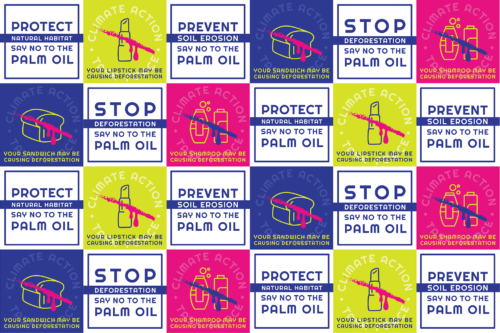 PROTECT
NATURAL HABITAT
SAY NO TO THE
PALM OIL
CLIMATE ACTION
YOUR LIPSTICK MAY BE
CAUSING DEFORESTATION
PREVENT
SOIL EROSION
SAY NO TO THE
PALM OIL
CLIMATE ACTION
YOUR SANDWICH MAY BE
CAUSING DEFORESTATION
STOP
DEFORESTATION
SAY NO TO THE
PALM OIL
CLIMATE ACTION
YOUR SHAMPOO MAY BE
CAUSING DEFORESTATION
CLIMATE ACTION
YOUR SANDWICH MAY BE
CAUSING DEFORESTATION
STOP
DEFORESTATION
SAY NO TO THE
PALM OIL
CLIMATE ACTION
YOUR SHAMPOO MAY BE
CAUSING DEFORESTATION
PROTECT
NATURAL HABITAT
SAY NO TO THE
PALM OIL
CLIMATE ACTION
YOUR LIPSTICK MAY BE
CAUSING DEFORESTATION
PREVENT
SOIL EROSION
SAY NO TO THE
PALM OIL
PROTECT
NATURAL HABITAT
SAY NO TO THE
PALM OIL
CLIMATE ACTION
YOUR LIPSTICK MAY BE
CAUSING DEFORESTATION
PREVENT
SOIL EROSION
SAY NO TO THE
PALM OIL
CLIMATE ACTION
YOUR SANDWICH MAY BE
CAUSING DEFORESTATION
STOP
DEFORESTATION
SAY NO TO THE
PALM OIL
CLIMATE ACTION
YOUR SHAMPOO MAY BE
CAUSING DEFORESTATION
CLIMATE ACTION
YOUR SANDWICH MAY BE
CAUSING DEFORESTATION
STOP
DEFORESTATION
SAY NO TO THE
PALM OIL
CLIMATE ACTION
YOUR SHAMPOO MAY BE
CAUSING DEFORESTATION
PROTECT
NATURAL HABITAT
SAY NO TO THE
PALM OIL
CLIMATE ACTION
YOUR LIPSTICK MAY BE
CAUSING DEFORESTATION
PREVENT
SOIL EROSION
SAY NO TO THE
PALM OIL